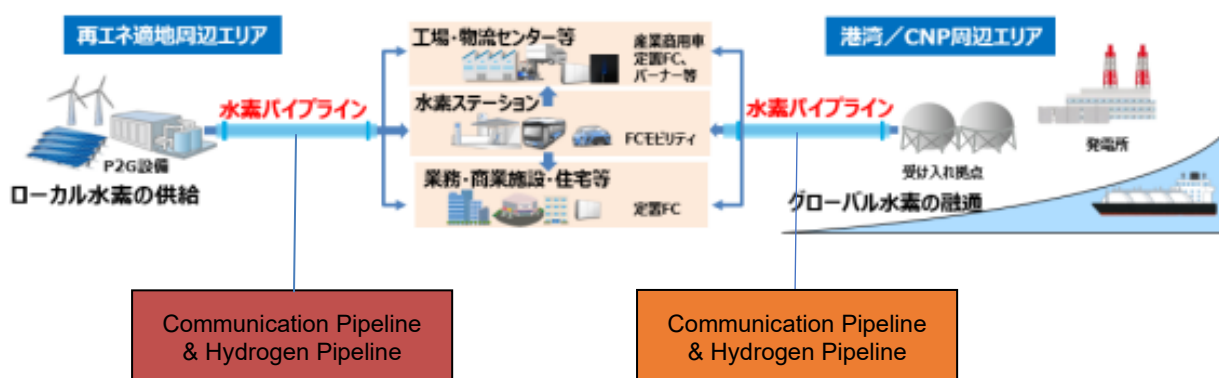 再エネ適地周辺エリア
P2G設備
ローカル水素の供給
水素パイプライン
工場・物流センター等
産業商用車
定置FC、
バーナー等
水素ステーション
FCモビリティ
業務・商業施設・住宅等
定置FC
水素パイプライン
港湾／CNP周辺エリア
受け入れ拠点
発電所
グローバル水素の融通
Communication Pipeline
& Hydrogen Pipeline
Communication Pipeline
& Hydrogen Pipeline